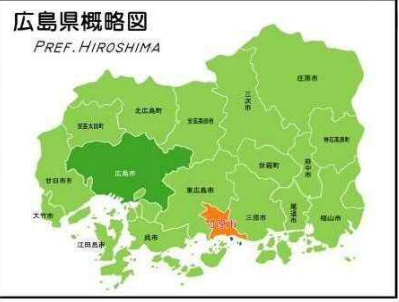 広島県概略図
PREF.HIROSHIMA
庄原市
三次市
北広島町
安芸高田市
安芸太田町
神石高原町
広島市
世羅町
府中市
廿日市市
東広島市
三原市
尾道市
福山市
大竹市
呉市
江田島市